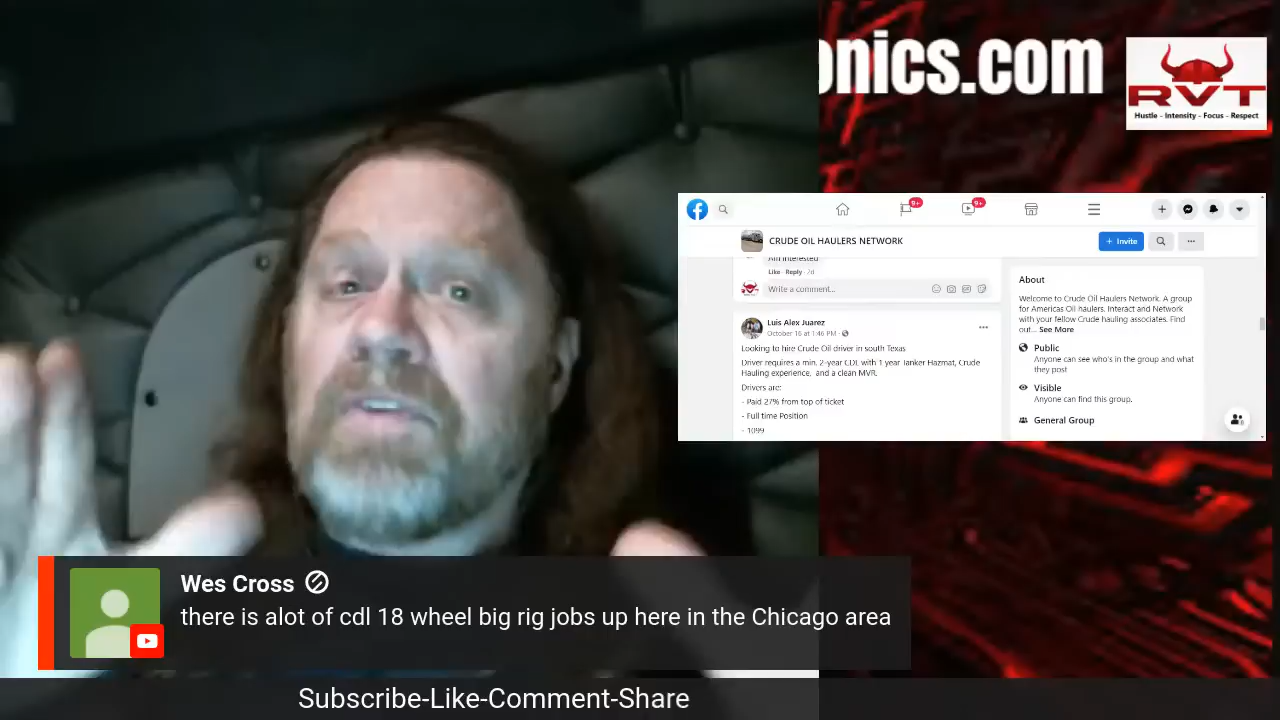 onics.com
RVT
Hustle - Intensity - Focus - Respect
9+
9+
CRUDE OIL HAULERS NETWORK
+ Invite
Am interested
Like · Reply · 2d
Write a comment...
Luis Alex Juarez
October 16 at 1:46 PM ·
Looking to hire Crude Oil driver in south Texas
Driver requires a min. 2-year CDL with 1 year Tanker Hazmat, Crude
Hauling experience, and a clean MVR.
Drivers are:
- Paid 27% from top of ticket
- Full time Position
- 1099
About
Welcome to Crude Oil Haulers Network. A group
for Americas Oil haulers. Interact and Network
with your fellow Crude hauling associates. Find
out... See More
Public
Anyone can see who's in the group and what
they post
Visible
Anyone can find this group.
General Group
Wes Cross
there is alot of cdl 18 wheel big rig jobs up here in the Chicago area
Subscribe-Like-Comment-Share